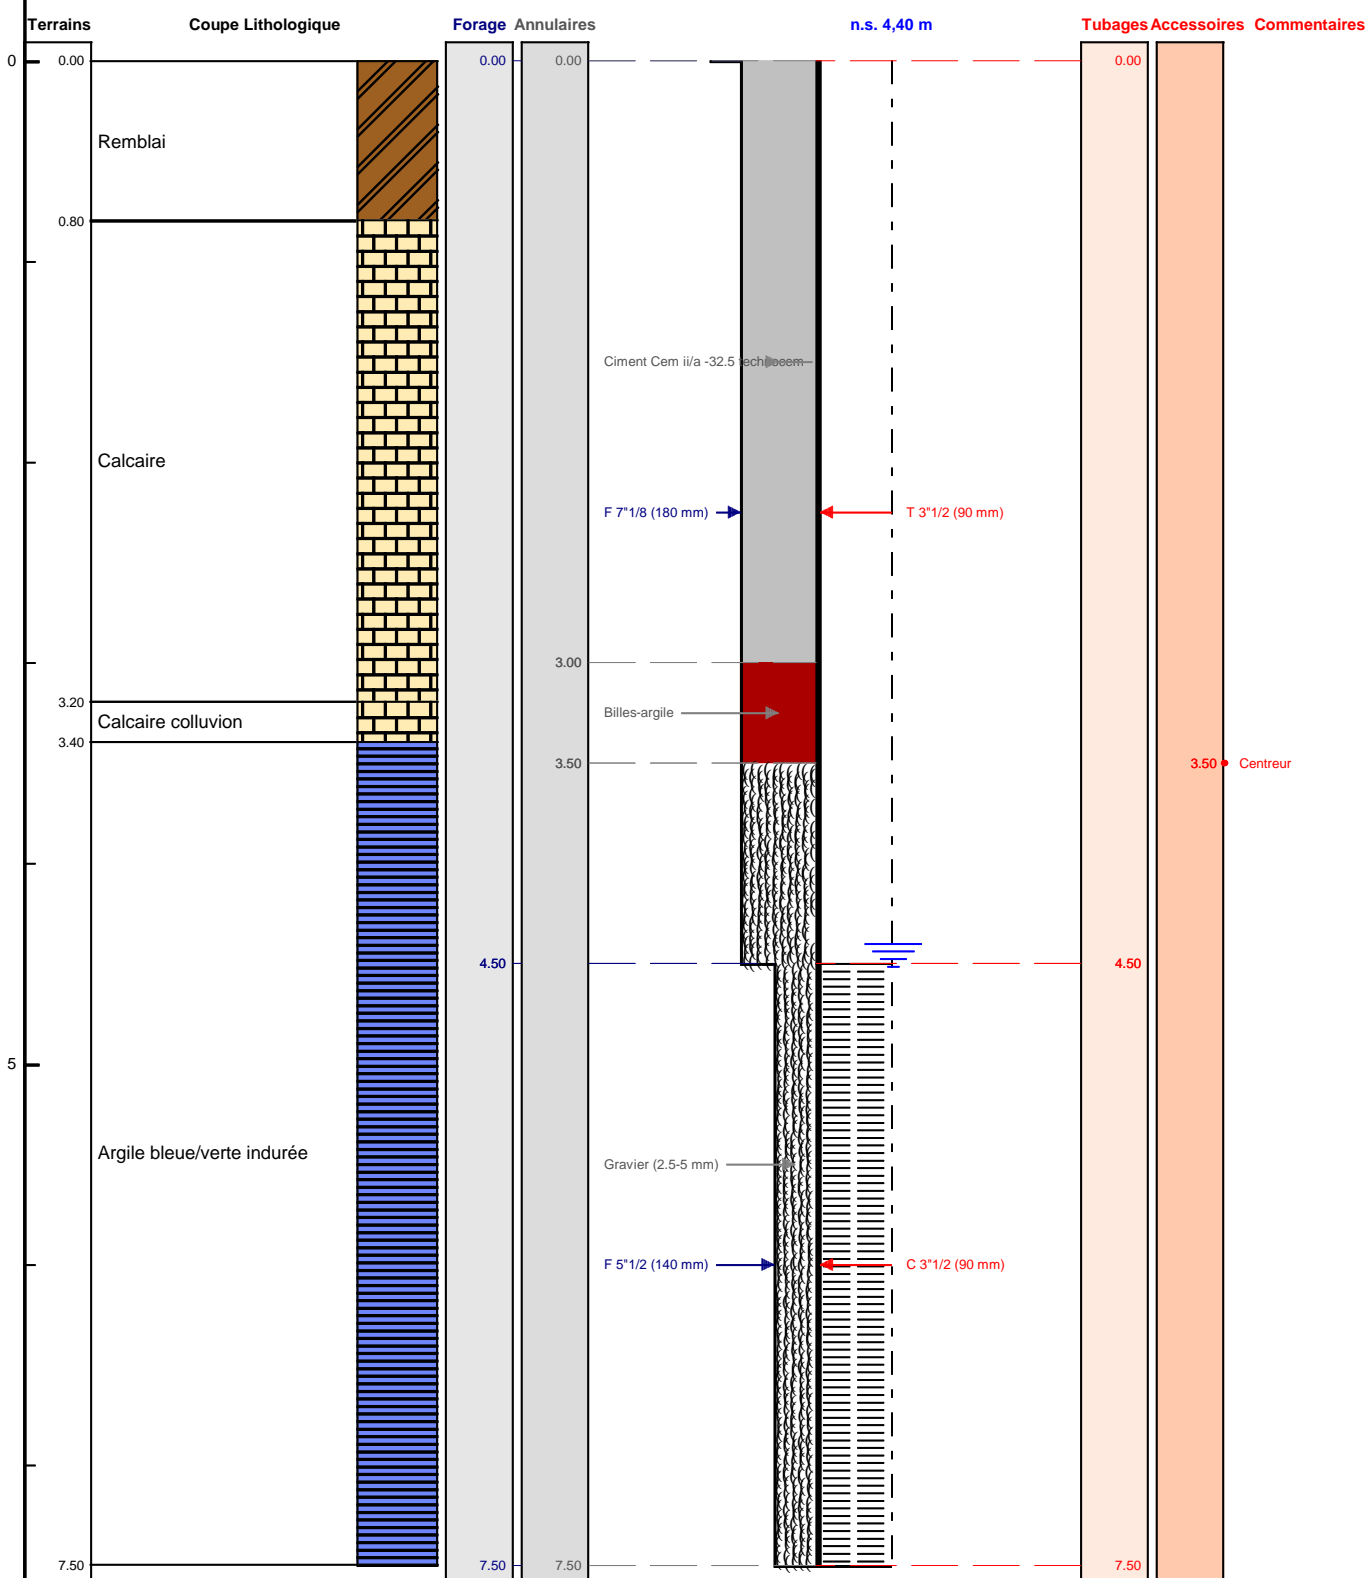 Terrains Coupe Lithologique Forage Annulaires n.s. 4,40 m Tubages Accessoires Commentaires
0 0.00 0.00 0.00 0.00
Remblai
0.80
Ciment Cem ii/a -32.5 technocem
Calcaire
F 7"1/8 (180 mm) T 3"1/2 (90 mm)
3.00
3.20
Billes-argile
Calcaire colluvion
3.40
3.50 3.50 Centreur
4.50 4.50
5
Argile bleue/verte indurée
Gravier (2.5-5 mm)
F 5"1/2 (140 mm) C 3"1/2 (90 mm)
7.50 7.50 7.50 7.50